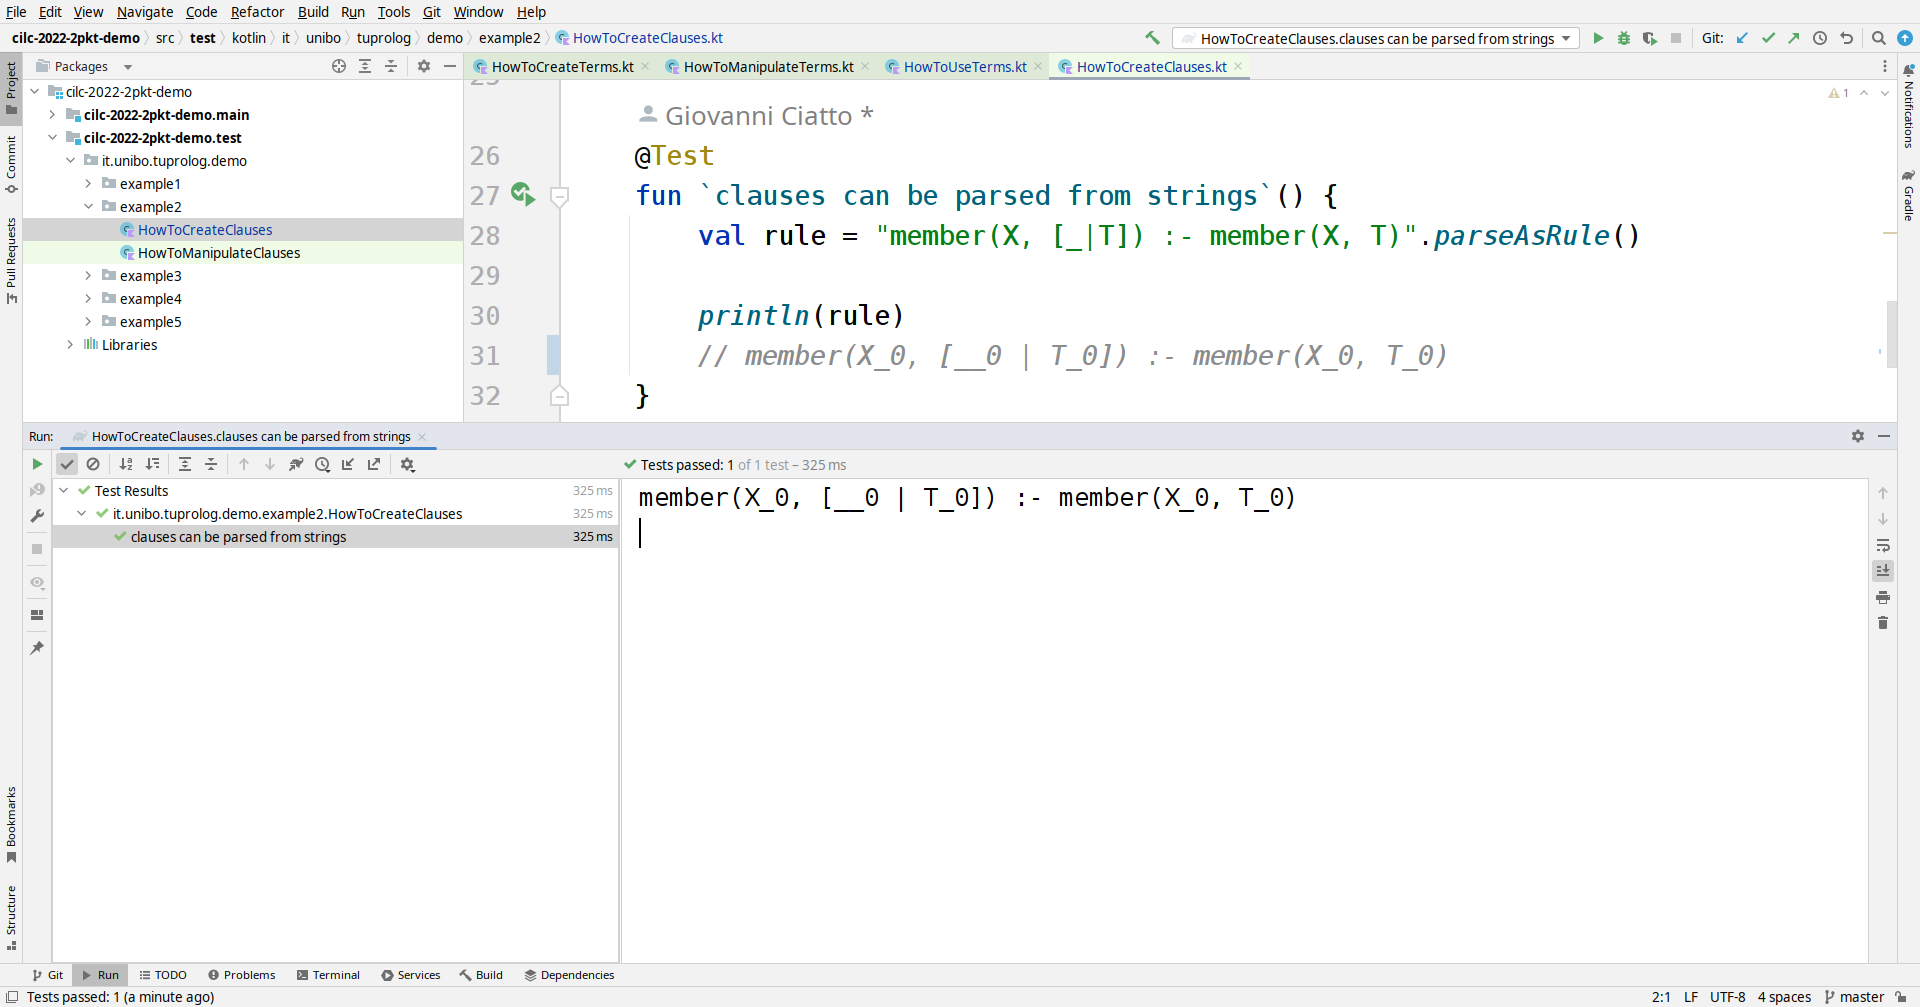 File Edit View Navigate Code Refactor Build Run Tools Git Window Help
cilc-2022-2pkt-demo src test kotlin it unibo tuprolog demo example2 HowToCreateClauses.kt
HowToCreateClauses.clauses can be parsed from strings
Git:
Project
Commit
Pull Requests
Bookmarks
Structure
Packages
cilc-2022-2pkt-demo
cilc-2022-2pkt-demo.main
cilc-2022-2pkt-demo.test
it.unibo.tuprolog.demo
example1
example2
HowToCreateClauses
HowToManipulateClauses
example3
example4
example5
Libraries
HowToCreateTerms.kt HowToManipulateTerms.kt HowToUseTerms.kt HowToCreateClauses.kt
1
Giovanni Ciatto *
26 @Test
27 fun `clauses can be parsed from strings`() {
28 val rule = "member(X, [_|T]) :- member(X, T)".parseAsRule()
29
30 println(rule)
31 // member(X_0, [__0 | T_0]) :- member(X_0, T_0)
32 }
Notifications
Gradle
Run: HowToCreateClauses.clauses can be parsed from strings
Tests passed: 1 of 1 test – 325 ms
Test Results 325 ms
it.unibo.tuprolog.demo.example2.HowToCreateClauses 325 ms
clauses can be parsed from strings 325 ms
member(X_0, [__0 | T_0]) :- member(X_0, T_0)
Git Run TODO Problems Terminal Services Build Dependencies
Tests passed: 1 (a minute ago)
2:1 LF UTF-8 4 spaces master